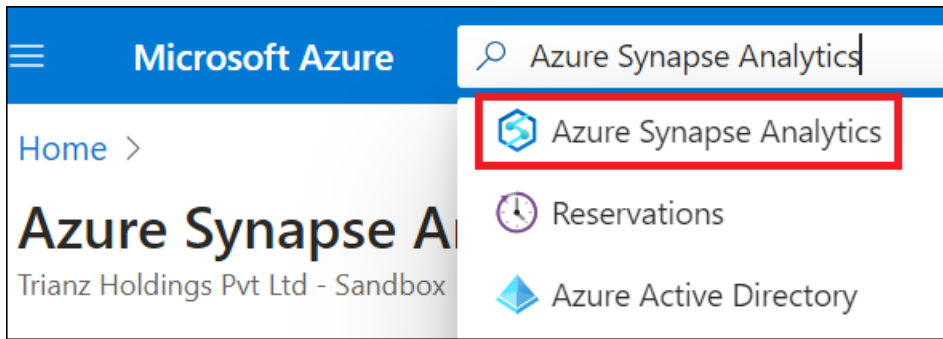 Microsoft Azure
Azure Synapse Analytics
Azure Synapse Analytics
Home >
Reservations
Azure Synapse A
Trianz Holdings Pvt Ltd - Sandbox
Azure Active Directory